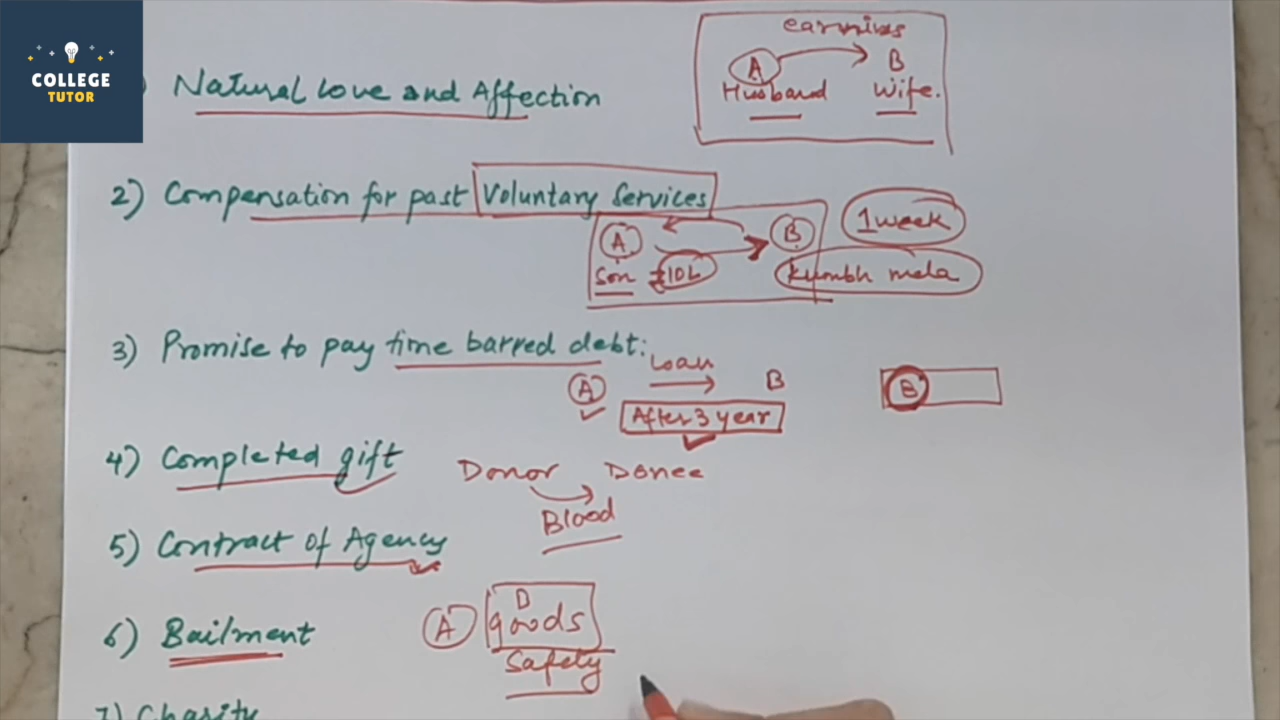 COLLEGE
TUTOR
earnings
) Natural Love and Affection
A B
Husband Wife.
2) Compensation for past Voluntary Services
A B 1 week
Son ₹10L Kumbh mela
3) Promise to pay time barred debt:
Loan
A B B
After 3 year
4) Completed gift
Donor Donee
Blood
5) Contract of Agency
6) Bailment
A
goods
Safety
7) Charity